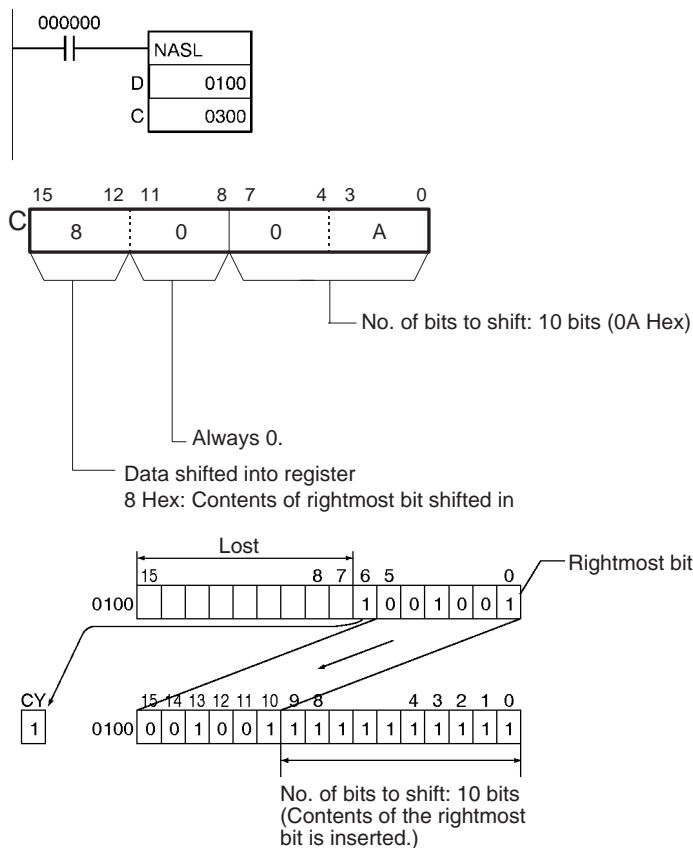 000000
NASL
D 0100
C 0300
15 12 11 8 7 4 3 0
C 8 0 0 A
No. of bits to shift: 10 bits (0A Hex)
Always 0.
Data shifted into register
8 Hex: Contents of rightmost bit shifted in
Lost
15 8 7 6 5 0
Rightmost bit
0100 1 0 0 1 0 0 1
CY 15 14 13 12 11 10 9 8 4 3 2 1 0
1 0100 0 0 1 0 0 1 1 1 1 1 1 1 1 1 1 1
No. of bits to shift: 10 bits
(Contents of the rightmost
bit is inserted.)